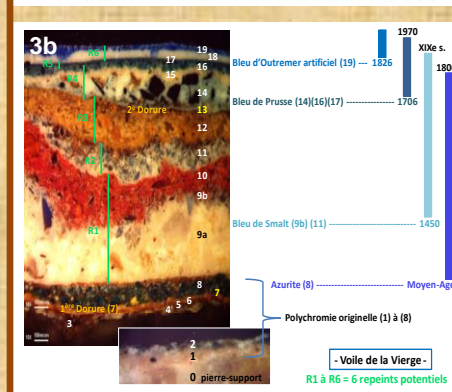 3b
R6
R5
R4
R3
R2
R1
19
18
17
16
15
14
2e Dorure 13
12
11
10
9b
9a
8
7
6
5
4
3
1ère Dorure (7)
2
1
0 pierre-support
1970
XIXe s.
180
Bleu d'Outremer artificiel (19) --- 1826
Bleu de Prusse (14)(16)(17) ---------------- 1706
Bleu de Smalt (9b) (11) ------------------------ 1450
Azurite (8) ------------------------- Moyen-Age
Polychromie originelle (1) à (8)
- Voile de la Vierge -
R1 à R6 = 6 repeints potentiels